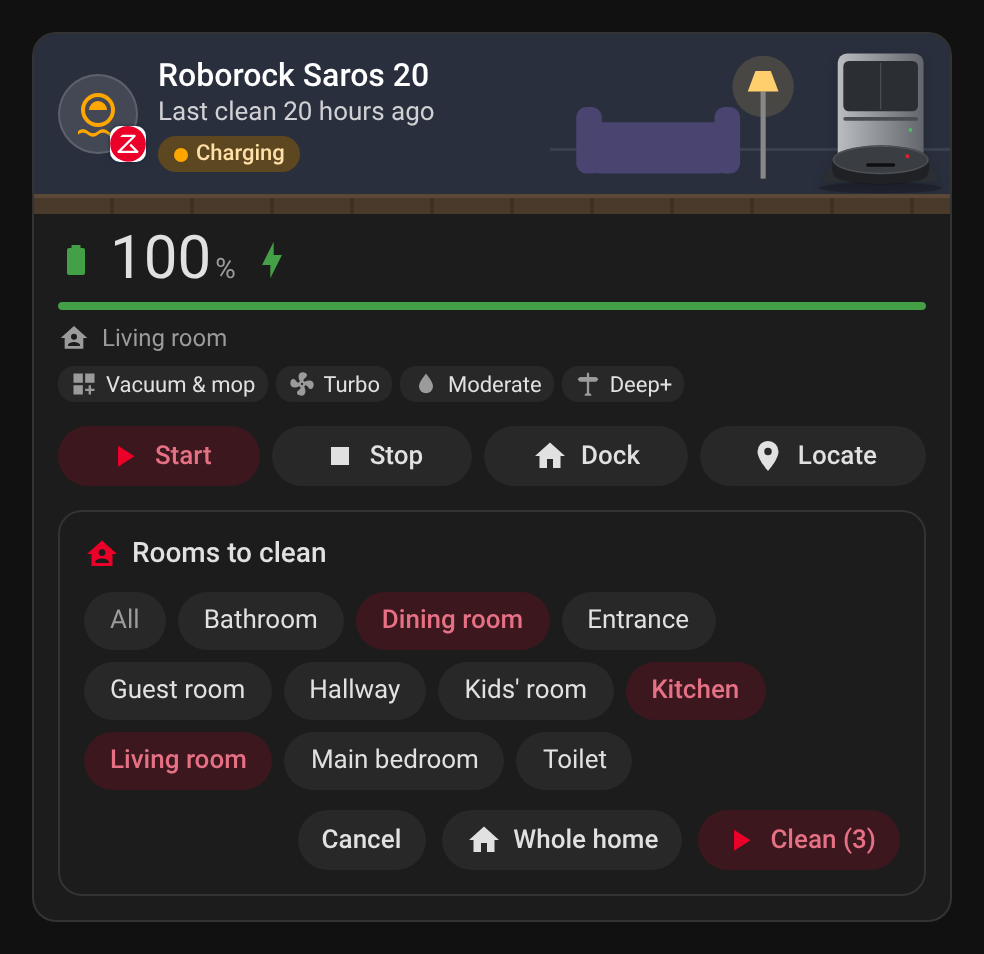 Roborock Saros 20
Last clean 20 hours ago
Charging
100 %
Living room
Vacuum & mop Turbo Moderate Deep+
Start Stop Dock Locate
Rooms to clean
All Bathroom Dining room Entrance
Guest room Hallway Kids' room Kitchen
Living room Main bedroom Toilet
Cancel Whole home Clean (3)